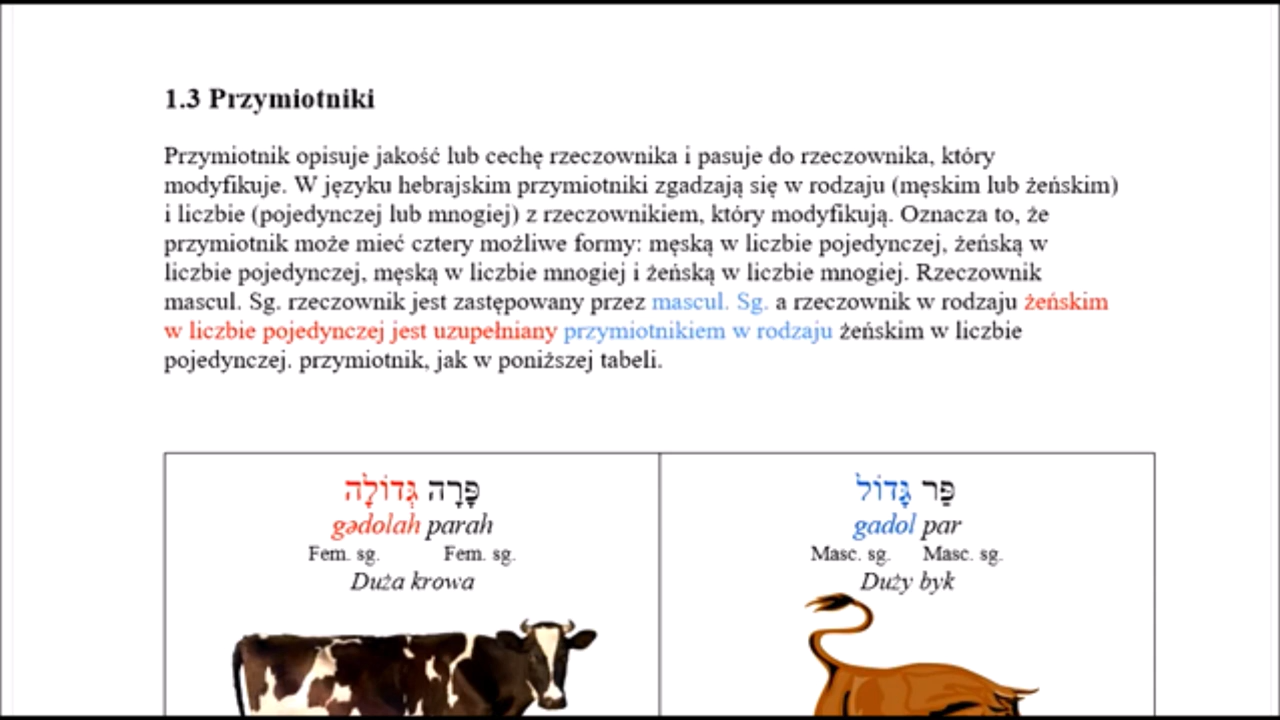 1.3 Przymiotniki
Przymiotnik opisuje jakość lub cechę rzeczownika i pasuje do rzeczownika, który
modyfikuje. W języku hebrajskim przymiotniki zgadzają się w rodzaju (męskim lub żeńskim)
i liczbie (pojedynczej lub mnogiej) z rzeczownikiem, który modyfikują. Oznacza to, że
przymiotnik może mieć cztery możliwe formy: męską w liczbie pojedynczej, żeńską w
liczbie pojedynczej, męską w liczbie mnogiej i żeńską w liczbie mnogiej. Rzeczownik
mascul. Sg. rzeczownik jest zastępowany przez mascul. Sg. a rzeczownik w rodzaju żeńskim
w liczbie pojedynczej jest uzupełniany przymiotnikiem w rodzaju żeńskim w liczbie
pojedynczej. przymiotnik, jak w poniższej tabeli.
פָּרָה גְּדוֹלָה
gədolah parah
Fem. sg. Fem. sg.
Duża krowa
פַּר גָּדוֹל
gadol par
Masc. sg. Masc. sg.
Duży byk